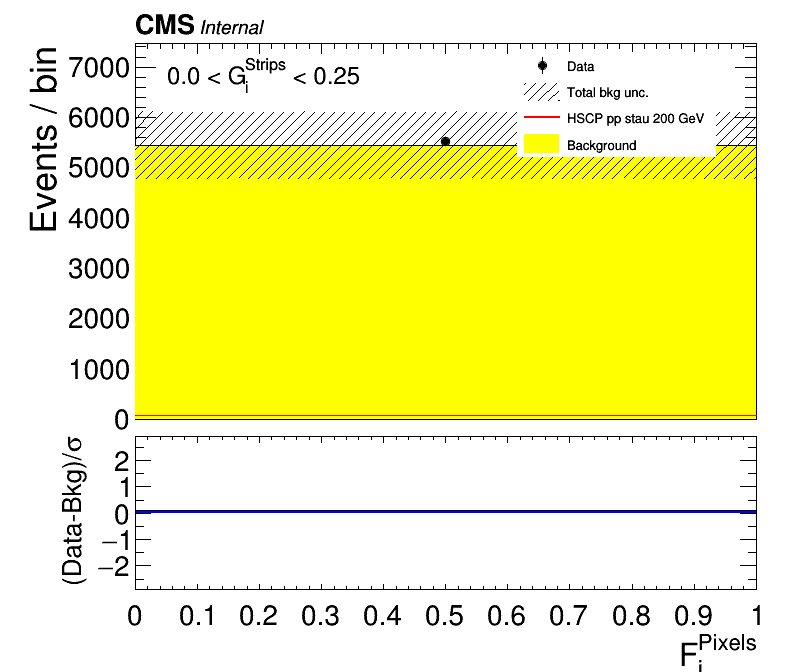 CMS Internal
Events / bin
7000
6000
5000
4000
3000
2000
1000
0
0.0 < G_i^Strips < 0.25
Data
Total bkg unc.
HSCP pp stau 200 GeV
Background
(Data-Bkg)/σ
2
1
0
−1
−2
0 0.1 0.2 0.3 0.4 0.5 0.6 0.7 0.8 0.9 1
F_i^Pixels